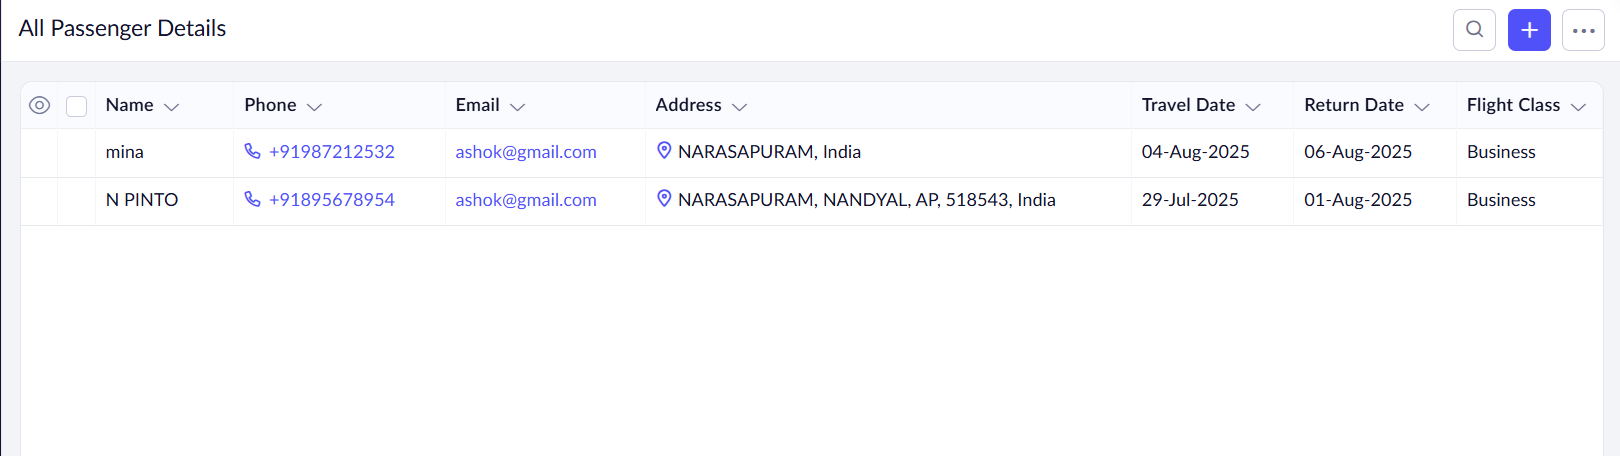 All Passenger Details
Name Phone Email Address Travel Date Return Date Flight Class
mina +91987212532 ashok@gmail.com NARASAPURAM, India 04-Aug-2025 06-Aug-2025 Business
N PINTO +91895678954 ashok@gmail.com NARASAPURAM, NANDYAL, AP, 518543, India 29-Jul-2025 01-Aug-2025 Business